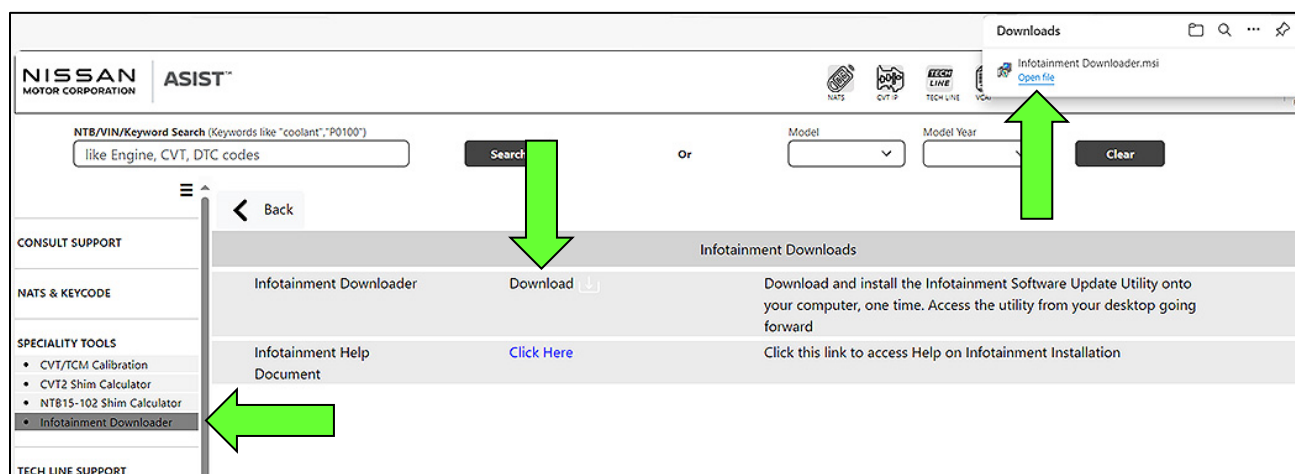 Downloads
Infotainment Downloader.msi
Open file
NISSAN
MOTOR CORPORATION
ASIST™
NATS
CVT IP
TECH LINE
TECH LINE
NTB/VIN/Keyword Search (Keywords like "coolant","P0100")
Model
Model Year
like Engine, CVT, DTC codes
Search
Or
Clear
Back
CONSULT SUPPORT
NATS & KEYCODE
SPECIALITY TOOLS
• CVT/TCM Calibration
• CVT2 Shim Calculator
• NTB15-102 Shim Calculator
• Infotainment Downloader
TECH LINE SUPPORT
Infotainment Downloads
Infotainment Downloader
Download
Download and install the Infotainment Software Update Utility onto
your computer, one time. Access the utility from your desktop going
forward
Infotainment Help
Document
Click Here
Click this link to access Help on Infotainment Installation